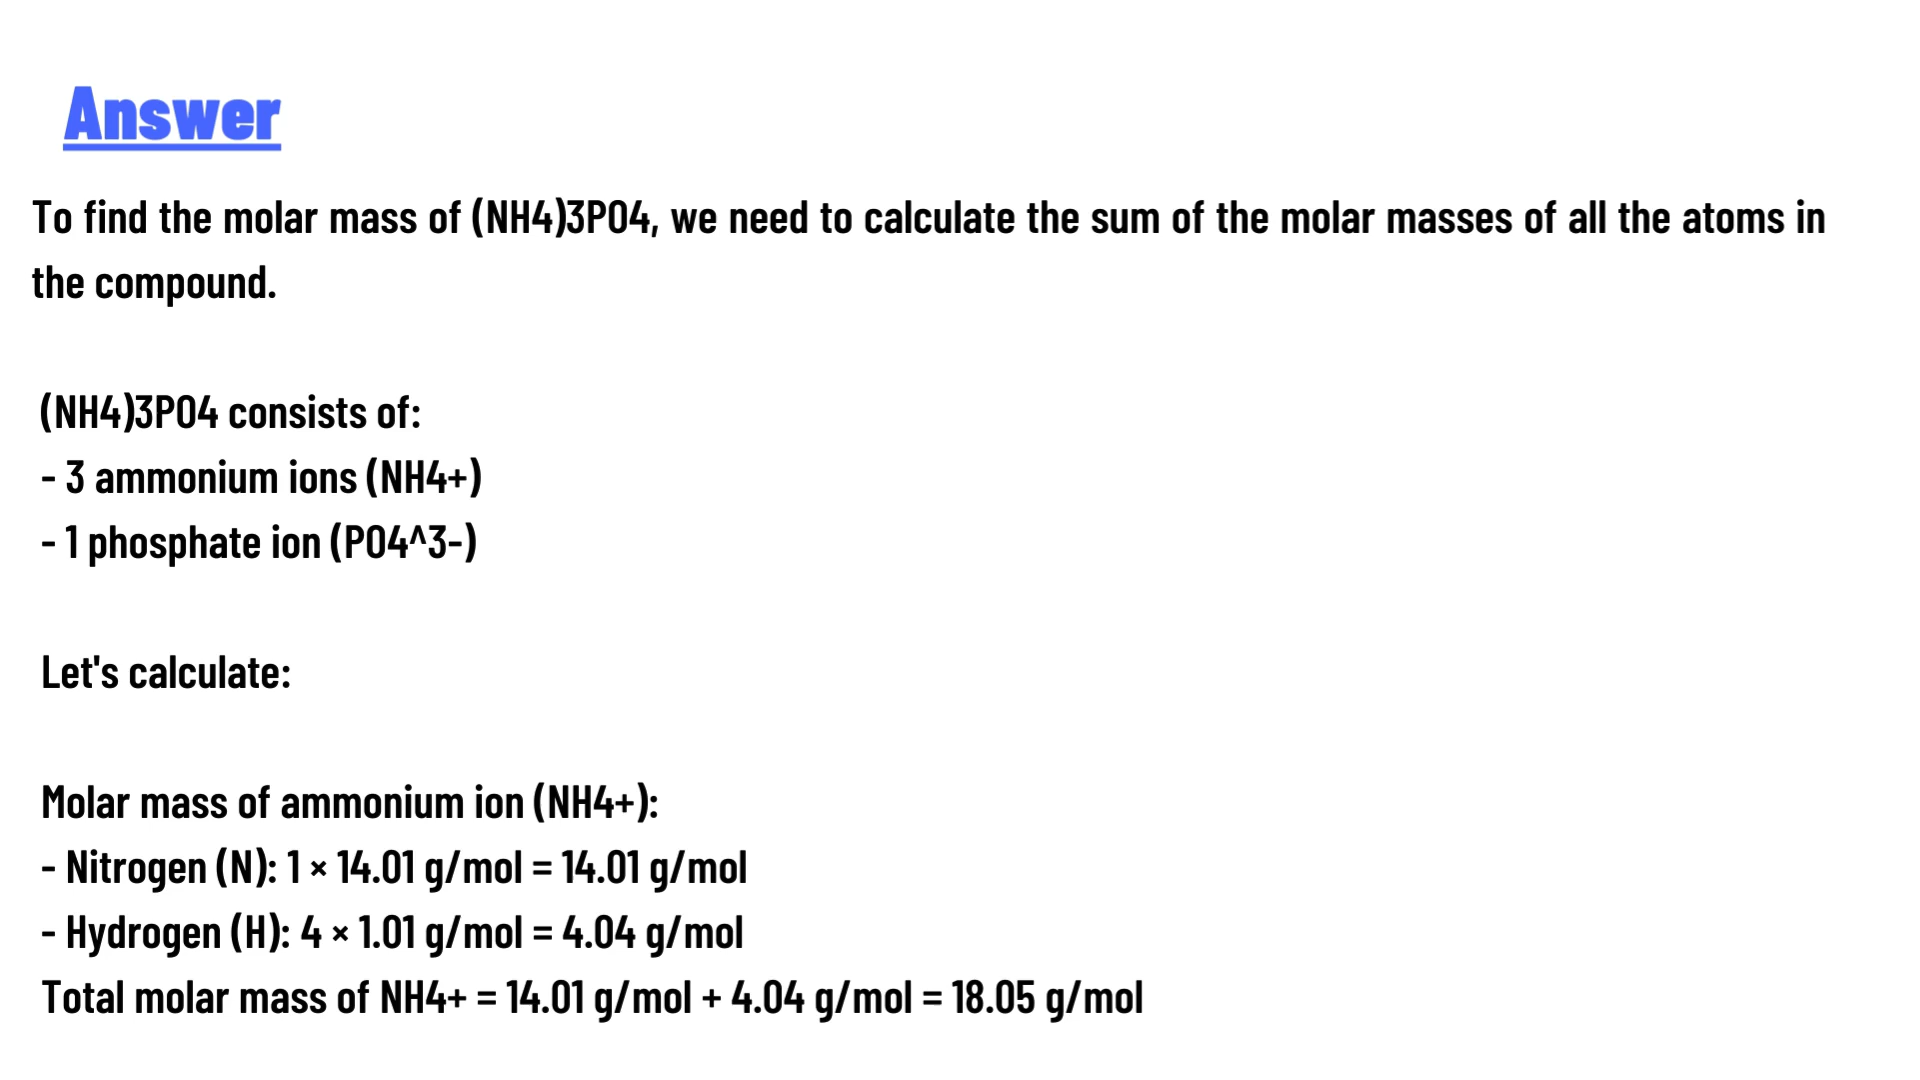 Answer
To find the molar mass of (NH4)3PO4, we need to calculate the sum of the molar masses of all the atoms in
the compound.
(NH4)3PO4 consists of:
- 3 ammonium ions (NH4+)
- 1 phosphate ion (PO4^3-)
Let's calculate:
Molar mass of ammonium ion (NH4+):
- Nitrogen (N): 1 × 14.01 g/mol = 14.01 g/mol
- Hydrogen (H): 4 × 1.01 g/mol = 4.04 g/mol
Total molar mass of NH4+ = 14.01 g/mol + 4.04 g/mol = 18.05 g/mol